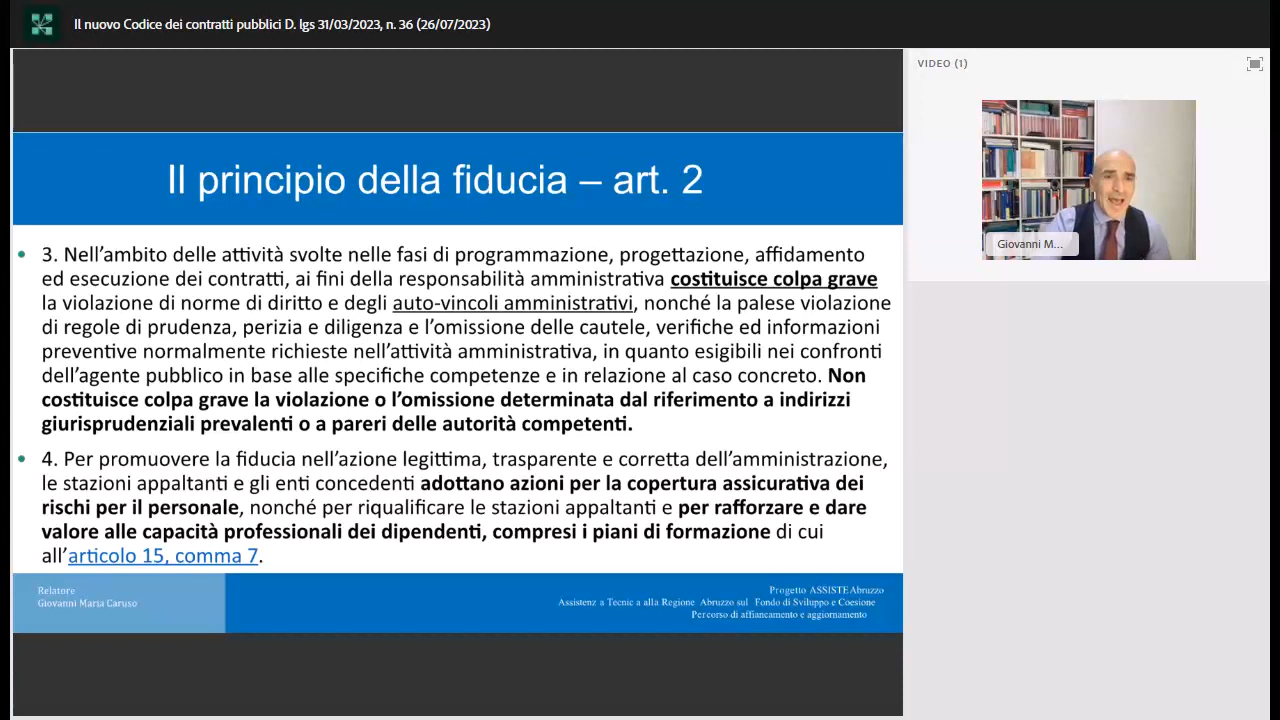 Il nuovo Codice dei contratti pubblici D. lgs 31/03/2023, n. 36 (26/07/2023)
VIDEO (1)
Giovanni M...
Il principio della fiducia – art. 2
• 3. Nell’ambito delle attività svolte nelle fasi di programmazione, progettazione, affidamento
ed esecuzione dei contratti, ai fini della responsabilità amministrativa costituisce colpa grave
la violazione di norme di diritto e degli auto-vincoli amministrativi, nonché la palese violazione
di regole di prudenza, perizia e diligenza e l’omissione delle cautele, verifiche ed informazioni
preventive normalmente richieste nell’attività amministrativa, in quanto esigibili nei confronti
dell’agente pubblico in base alle specifiche competenze e in relazione al caso concreto. Non
costituisce colpa grave la violazione o l’omissione determinata dal riferimento a indirizzi
giurisprudenziali prevalenti o a pareri delle autorità competenti.
• 4. Per promuovere la fiducia nell’azione legittima, trasparente e corretta dell’amministrazione,
le stazioni appaltanti e gli enti concedenti adottano azioni per la copertura assicurativa dei
rischi per il personale, nonché per riqualificare le stazioni appaltanti e per rafforzare e dare
valore alle capacità professionali dei dipendenti, compresi i piani di formazione di cui
all’articolo 15, comma 7.
Relatore
Giovanni Maria Caruso
Progetto ASSISTEAbruzzo
Assistenz a Tecnic a alla Regione Abruzzo sul Fondo di Sviluppo e Coesione
Percorso di affiancamento e aggiornamento